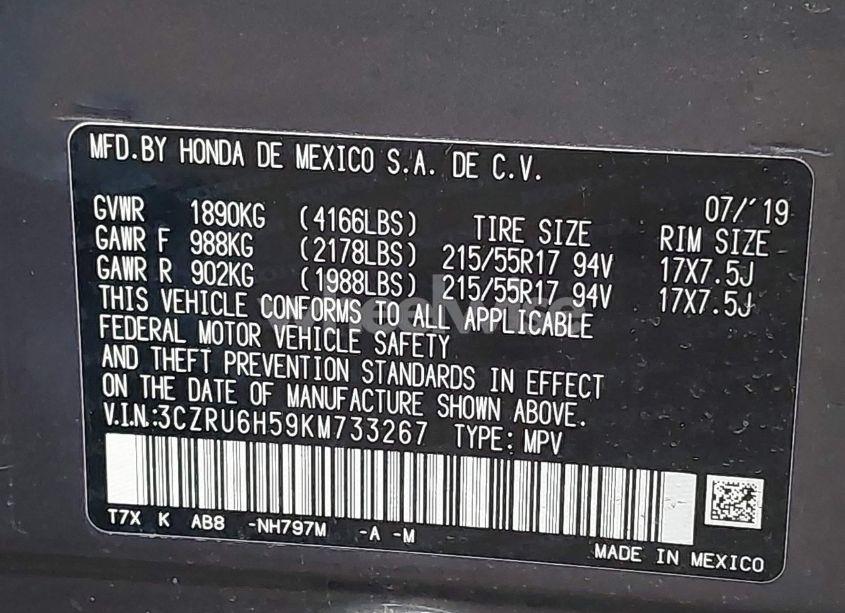 MFD.BY HONDA DE MEXICO S.A. DE C.V.
07/'19
GVWR 1890KG (4166LBS) TIRE SIZE RIM SIZE
GAWR F 988KG (2178LBS) 215/55R17 94V 17X7.5J
GAWR R 902KG (1988LBS) 215/55R17 94V 17X7.5J
THIS VEHICLE CONFORMS TO ALL APPLICABLE
FEDERAL MOTOR VEHICLE SAFETY
AND THEFT PREVENTION STANDARDS IN EFFECT
ON THE DATE OF MANUFACTURE SHOWN ABOVE.
V.I.N.:3CZRU6H59KM733267 TYPE: MPV
T7X K AB8 -NH797M -A -M
MADE IN MEXICO